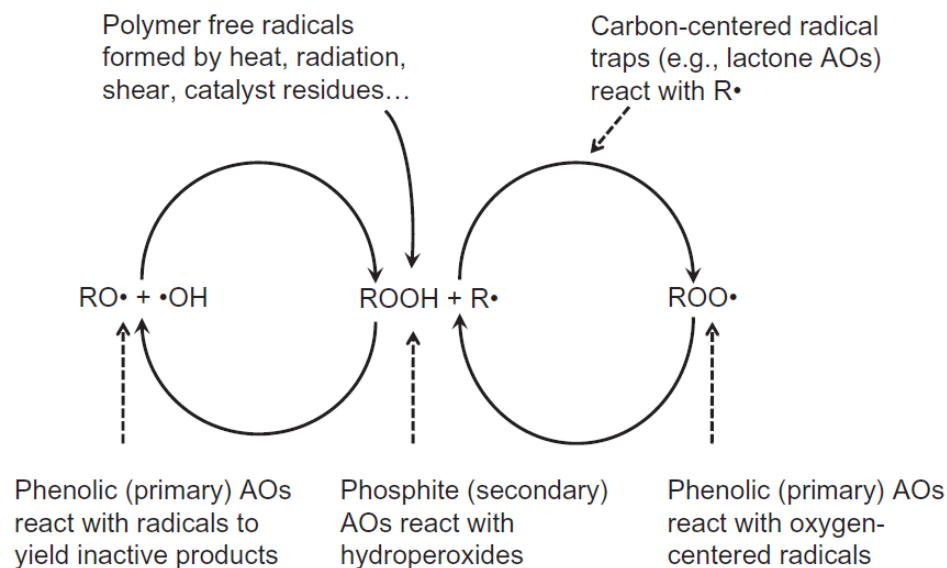 Polymer free radicals
formed by heat, radiation,
shear, catalyst residues…
Carbon-centered radical
traps (e.g., lactone AOs)
react with R•
RO• + •OH
ROOH + R•
ROO•
Phenolic (primary) AOs
react with radicals to
yield inactive products
Phosphite (secondary)
AOs react with
hydroperoxides
Phenolic (primary) AOs
react with oxygen-
centered radicals